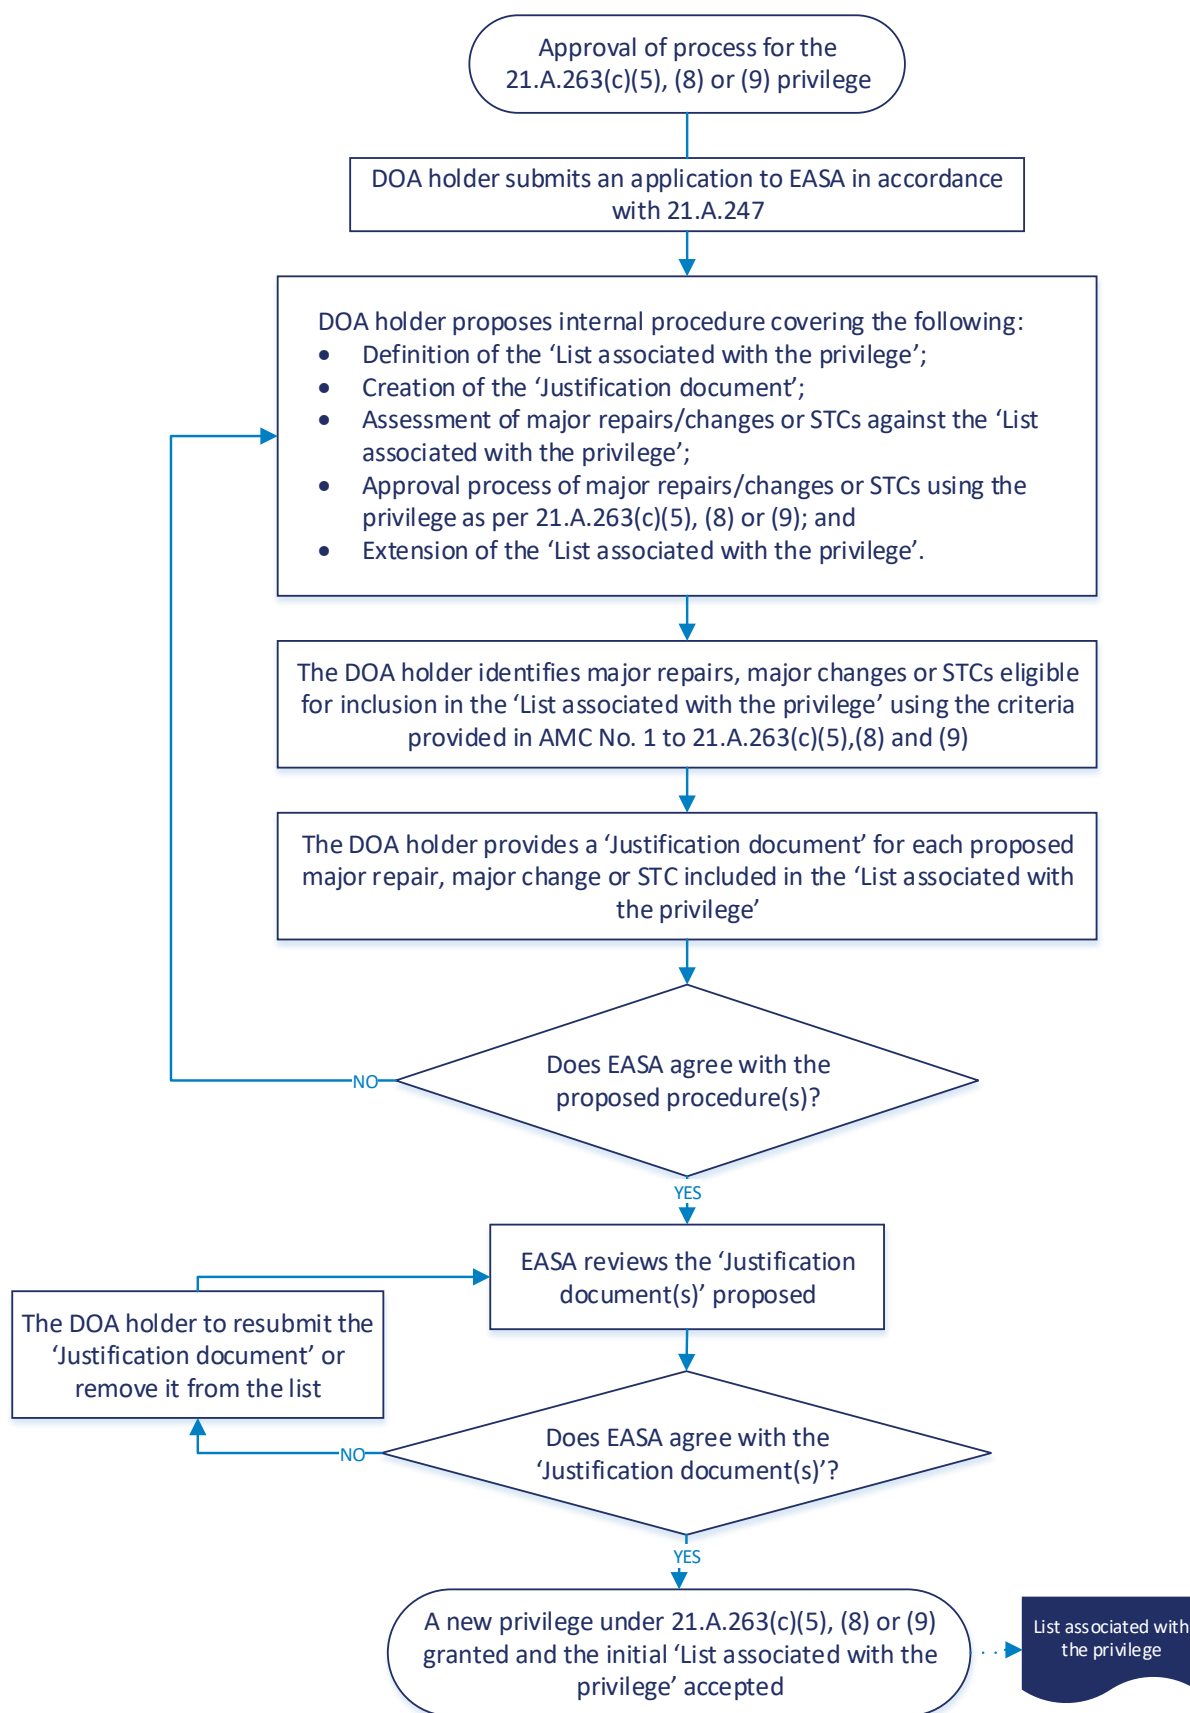 Approval of process for the
21.A.263(c)(5), (8) or (9) privilege
DOA holder submits an application to EASA in accordance
with 21.A.247
DOA holder proposes internal procedure covering the following:
• Definition of the ‘List associated with the privilege’;
• Creation of the ‘Justification document’;
• Assessment of major repairs/changes or STCs against the ‘List
associated with the privilege’;
• Approval process of major repairs/changes or STCs using the
privilege as per 21.A.263(c)(5), (8) or (9); and
• Extension of the ‘List associated with the privilege’.
The DOA holder identifies major repairs, major changes or STCs eligible
for inclusion in the ‘List associated with the privilege’ using the criteria
provided in AMC No. 1 to 21.A.263(c)(5),(8) and (9)
The DOA holder provides a ‘Justification document’ for each proposed
major repair, major change or STC included in the ‘List associated with
the privilege’
Does EASA agree with the
proposed procedure(s)?
NO
YES
EASA reviews the ‘Justification
document(s)’ proposed
The DOA holder to resubmit the
‘Justification document’ or
remove it from the list
Does EASA agree with the
‘Justification document(s)’?
NO
YES
A new privilege under 21.A.263(c)(5), (8) or (9)
granted and the initial ‘List associated with the
privilege’ accepted
List associated with
the privilege